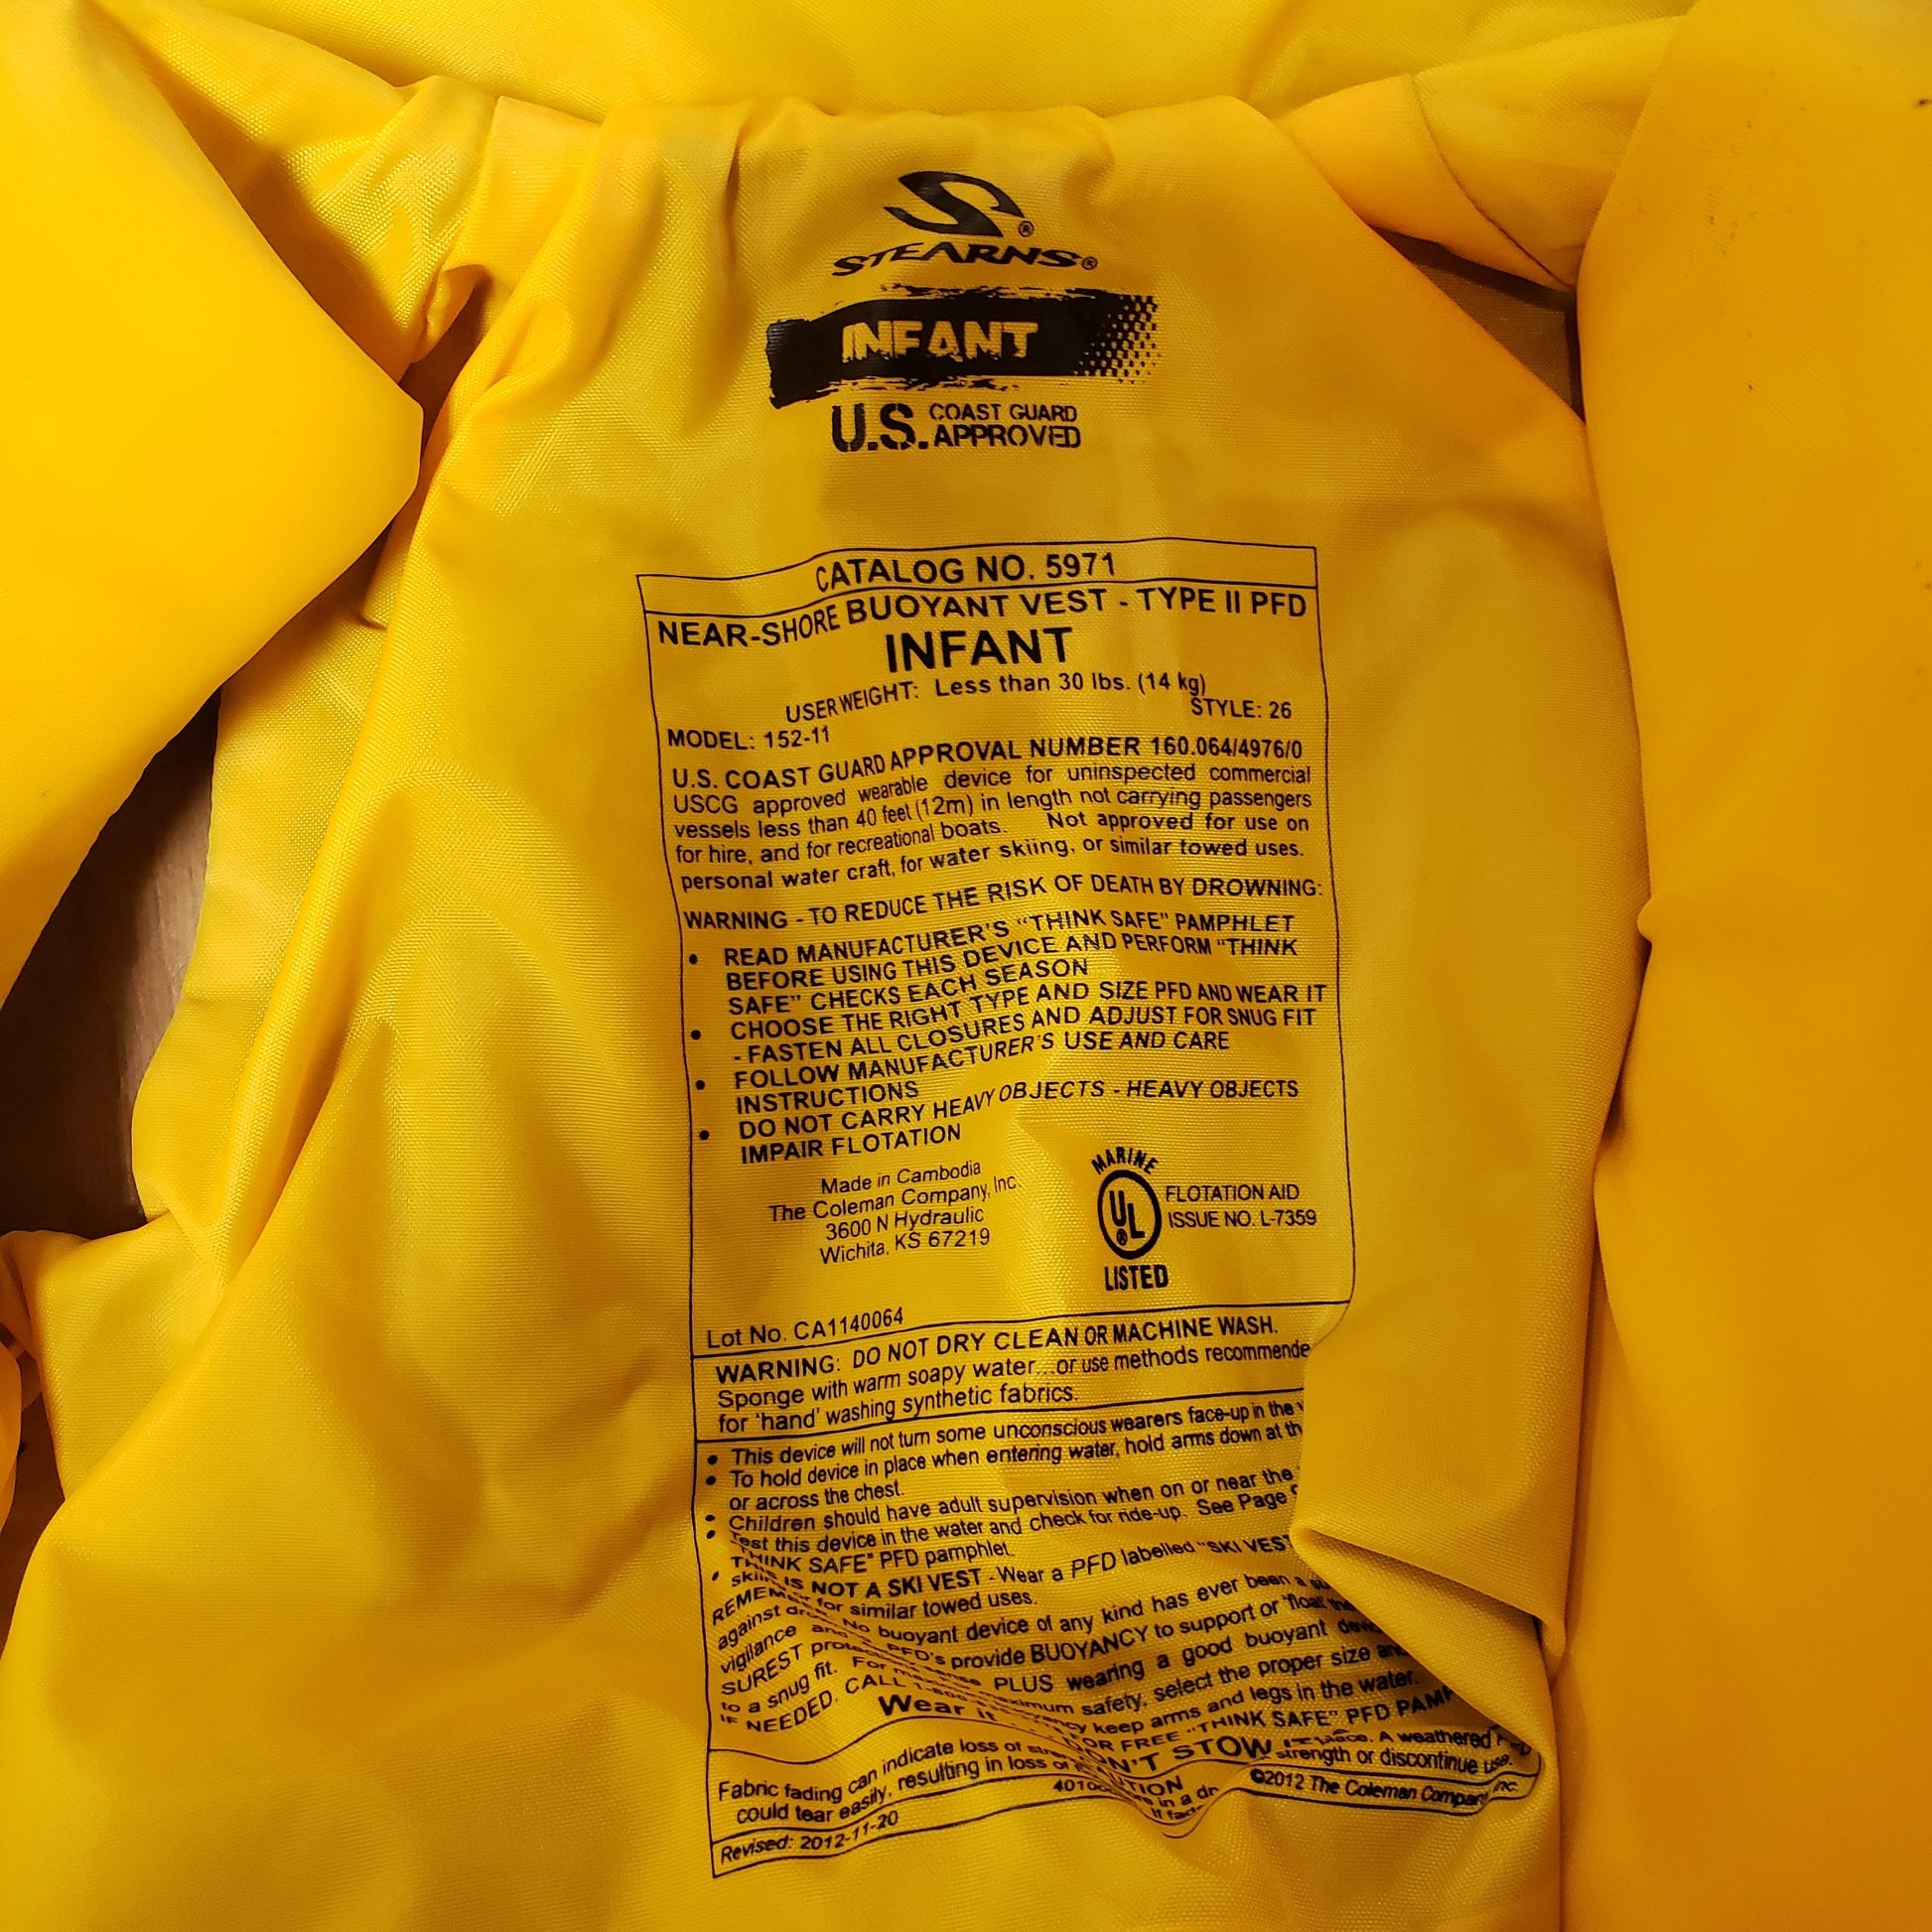 STEARNS®
INFANT
U.S. COAST GUARD
APPROVED
CATALOG NO. 5971
NEAR-SHORE BUOYANT VEST - TYPE II PFD
INFANT
USER WEIGHT: Less than 30 lbs. (14 kg)
MODEL: 152-11 STYLE: 26
U.S. COAST GUARD APPROVAL NUMBER 160.064/4976/0
USCG approved wearable device for uninspected commercial
vessels less than 40 feet (12m) in length not carrying passengers
for hire, and for recreational boats. Not approved for use on
personal water craft, for water skiing, or similar towed uses.
WARNING - TO REDUCE THE RISK OF DEATH BY DROWNING:
• READ MANUFACTURER'S "THINK SAFE" PAMPHLET
BEFORE USING THIS DEVICE AND PERFORM "THINK
SAFE" CHECKS EACH SEASON
• CHOOSE THE RIGHT TYPE AND SIZE PFD AND WEAR IT
- FASTEN ALL CLOSURES AND ADJUST FOR SNUG FIT
• FOLLOW MANUFACTURER'S USE AND CARE
INSTRUCTIONS
• DO NOT CARRY HEAVY OBJECTS - HEAVY OBJECTS
IMPAIR FLOTATION
Made in Cambodia
The Coleman Company, Inc.
3600 N Hydraulic
Wichita, KS 67219
MARINE
UL®
LISTED
FLOTATION AID
ISSUE NO. L-7359
Lot No. CA1140064
WARNING: DO NOT DRY CLEAN OR MACHINE WASH.
Sponge with warm soapy water...or use methods recommende
for 'hand' washing synthetic fabrics.
• This device will not turn some unconscious wearers face-up in the
• To hold device in place when entering water, hold arms down at th
or across the chest.
• Children should have adult supervision when on or near the
• Test this device in the water and check for ride-up. See Page
"THINK SAFE" PFD pamphlet.
• IS NOT A SKI VEST - Wear a PFD labelled "SKI VEST
for similar towed uses.
No buoyant device of any kind has ever been a
against PFD's provide BUOYANCY to support or 'float'
vigilance and PLUS wearing a good buoyant
SUREST safety, select the proper size
to a snug fit. For keep arms and legs in the water.
IF NEEDED, CALL FOR FREE "THINK SAFE" PFD
Wear it DON'T STOW
Fabric fading can indicate loss of A weathered
could tear easily, resulting in loss of strength or discontinue use.
Revised: 2012-11-20 ©2012 The Coleman Company Inc.